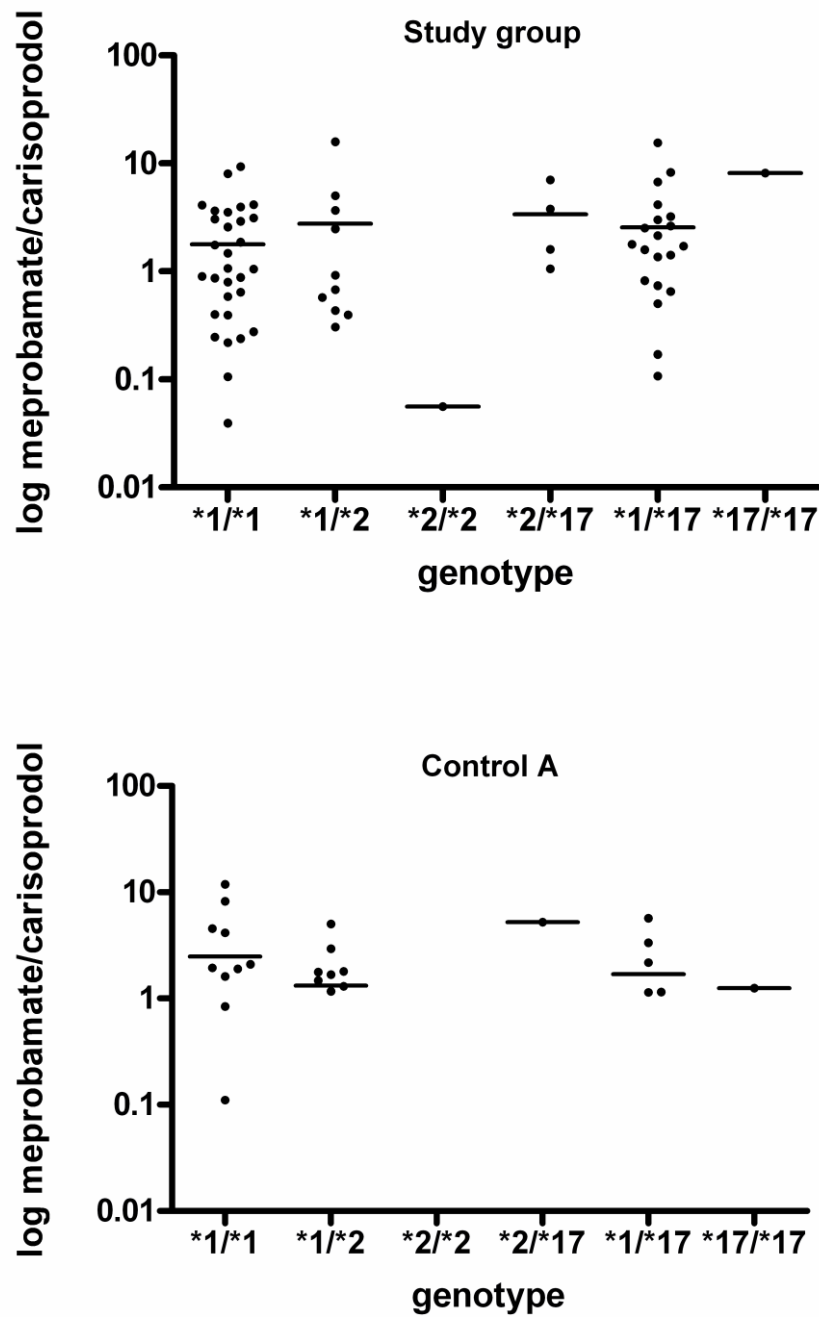 Study group
log meprobamate/carisoprodol
100
10
1
0.1
0.01
*1/*1 *1/*2 *2/*2 *2/*17 *1/*17 *17/*17
genotype
Control A
log meprobamate/carisoprodol
100
10
1
0.1
0.01
*1/*1 *1/*2 *2/*2 *2/*17 *1/*17 *17/*17
genotype